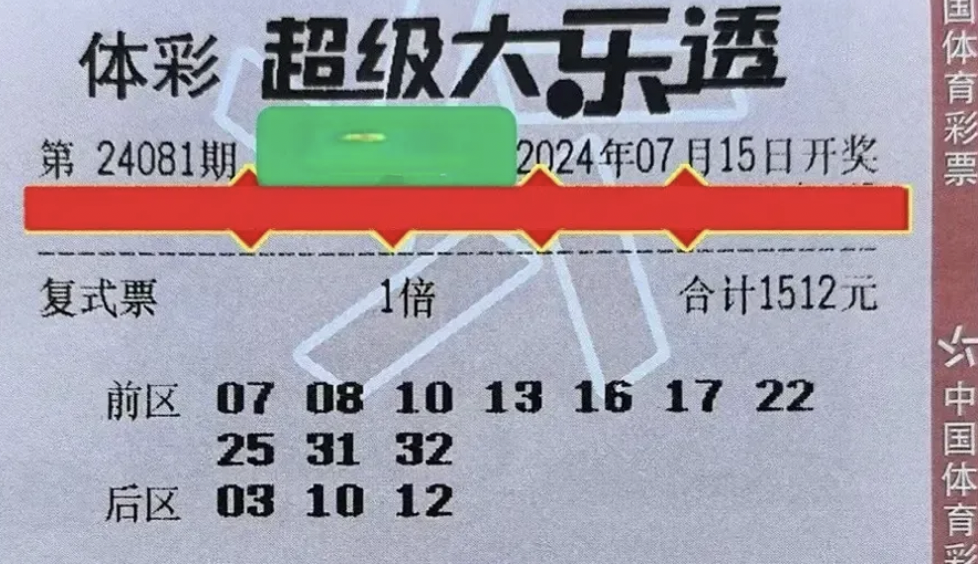 体彩 超级大乐透
第 24081期 2024年07月15日开奖
复式票 1倍 合计1512元
前区 07 08 10 13 16 17 22
25 31 32
后区 03 10 12
国体育彩票
中国体育彩